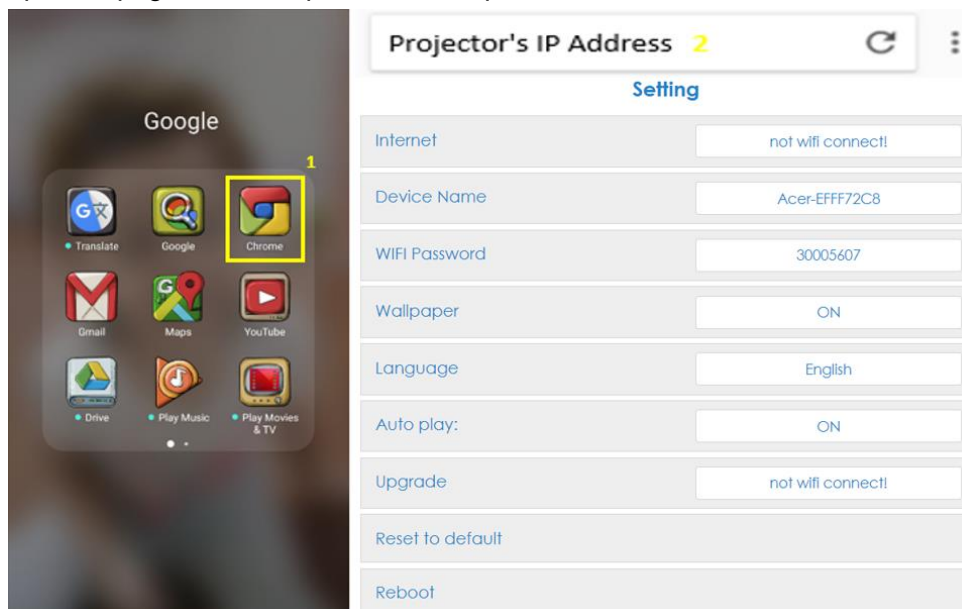 Google
1
G文
Translate
Google
Chrome
Gmail
G
Maps
YouTube
Drive
Play Music
Play Movies
& TV
Projector's IP Address 2
Setting
Internet not wifi connect!
Device Name Acer-EFFF72C8
WIFI Password 30005607
Wallpaper ON
Language English
Auto play: ON
Upgrade not wifi connect!
Reset to default
Reboot